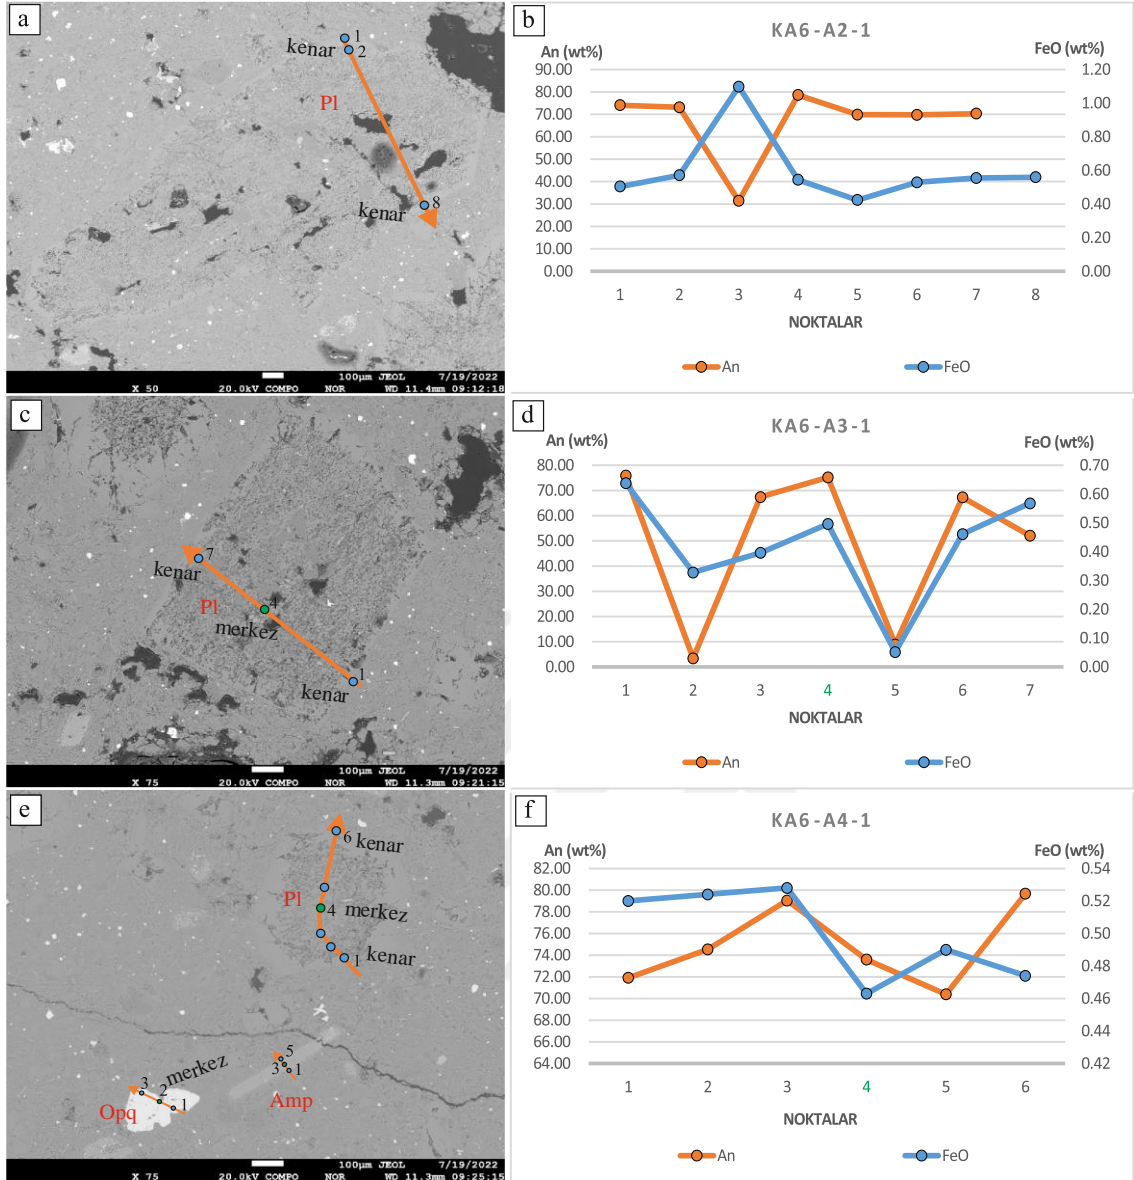 a
1
2
kenar
Pl
8
kenar
100µm JEOL 7/19/2022
X 50 20.0kV COMPO NOR WD 11.4mm 09:12:18
b
KA6-A2-1
An (wt%) FeO (wt%)
90.00 1.20
80.00
70.00 1.00
60.00 0.80
50.00
40.00 0.60
30.00 0.40
20.00
10.00 0.20
0.00 0.00
1 2 3 4 5 6 7 8
NOKTALAR
An FeO
c
7
kenar
Pl 4
merkez
1
kenar
100µm JEOL 7/19/2022
X 75 20.0kV COMPO NOR WD 11.3mm 09:21:15
d
KA6-A3-1
An (wt%) FeO (wt%)
80.00 0.70
70.00 0.60
60.00 0.50
50.00 0.40
40.00
30.00 0.30
20.00 0.20
10.00 0.10
0.00 0.00
1 2 3 4 5 6 7
NOKTALAR
An FeO
e
6 kenar
Pl
4 merkez
1 kenar
5
3 1
Amp
merkez
3
2
1
Opq
100µm JEOL 7/19/2022
X 75 20.0kV COMPO NOR WD 11.3mm 09:25:15
f
KA6-A4-1
An (wt%) FeO (wt%)
82.00 0.54
80.00 0.52
78.00
76.00 0.50
74.00 0.48
72.00
70.00 0.46
68.00 0.44
66.00
64.00 0.42
1 2 3 4 5 6
NOKTALAR
An FeO